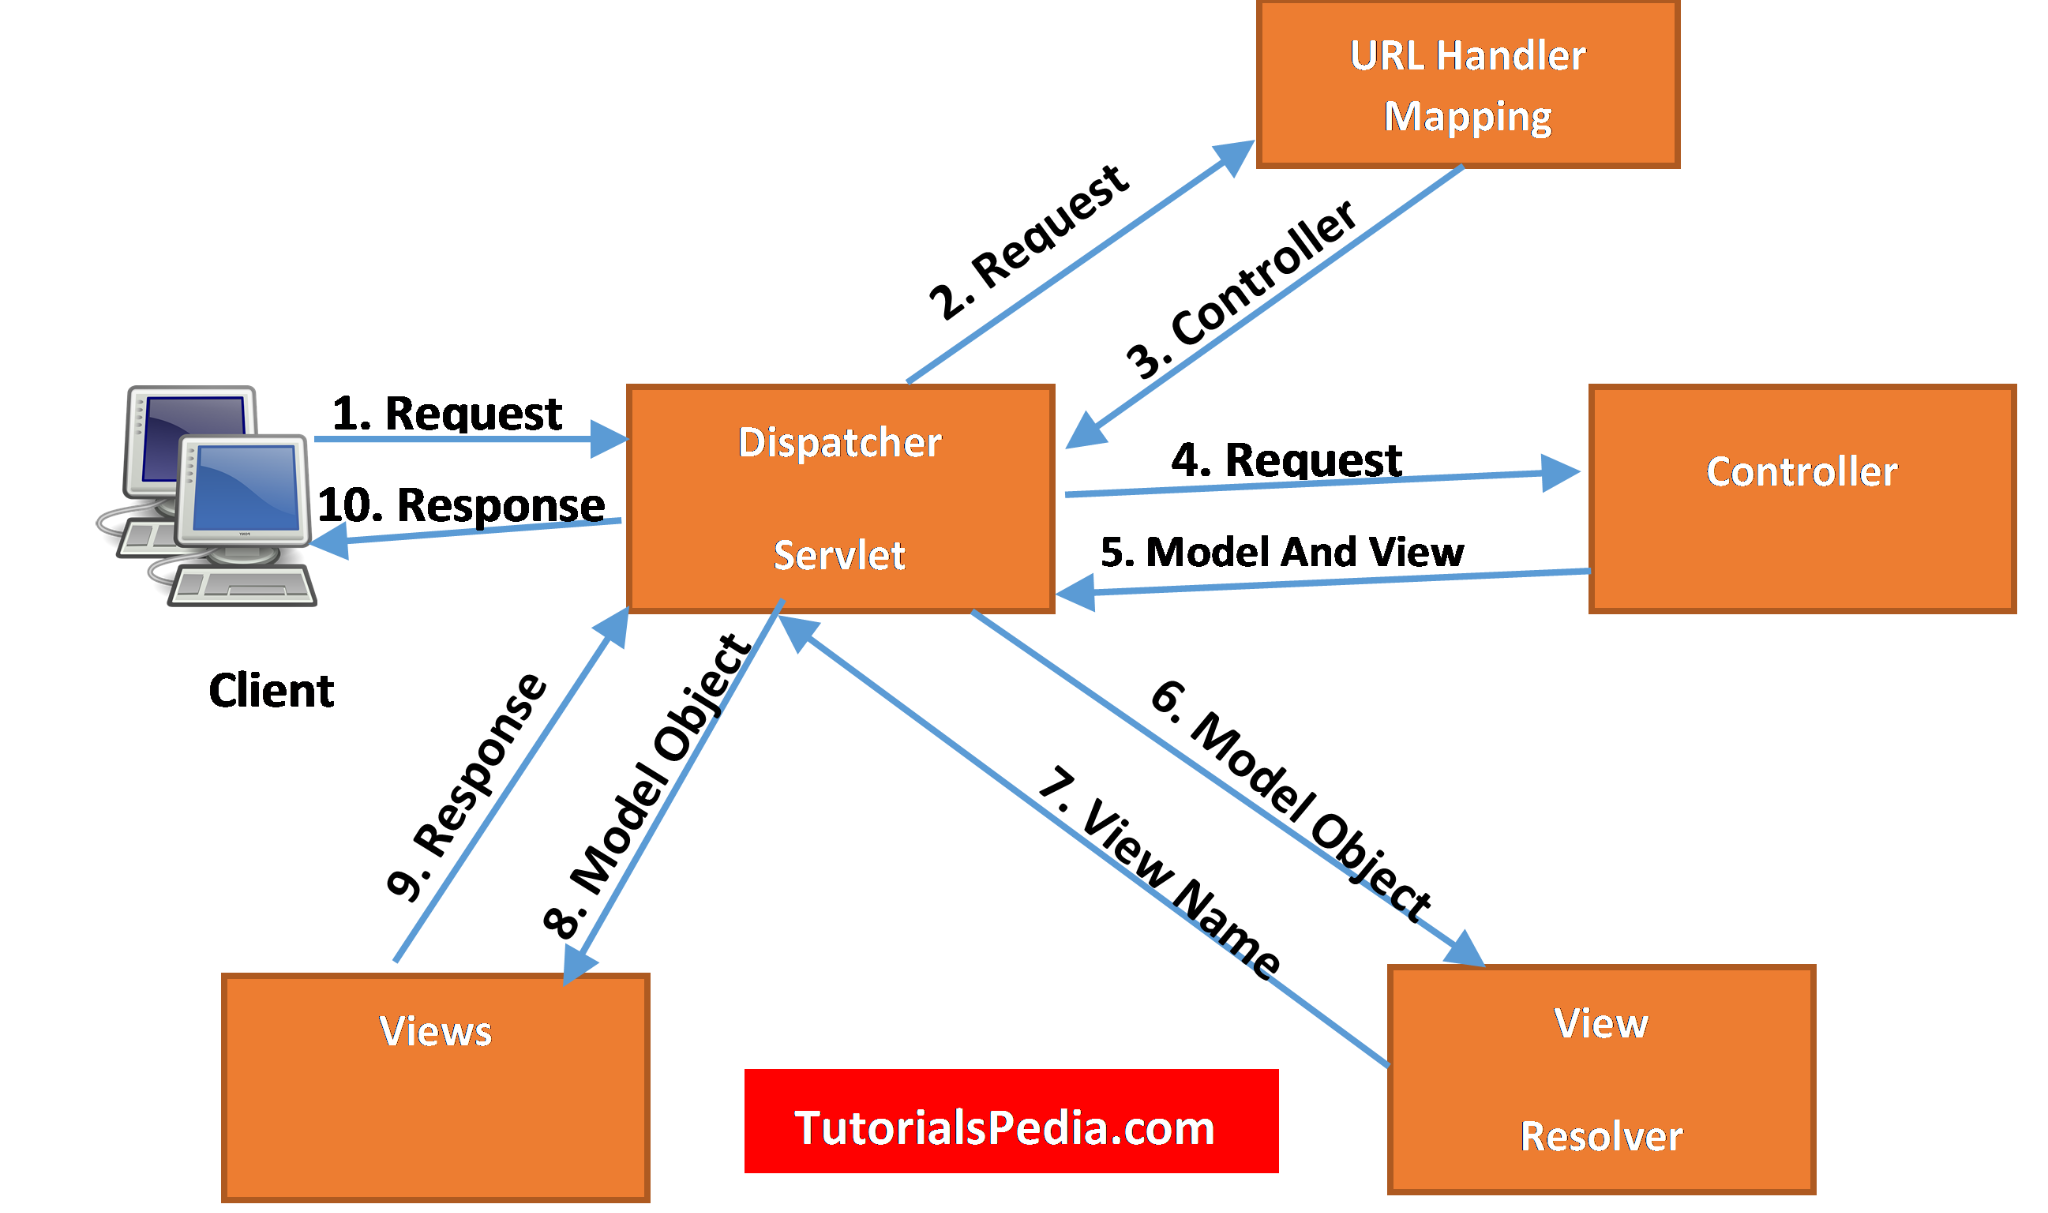 URL Handler
Mapping
2. Request
3. Controller
1. Request
Dispatcher
Servlet
4. Request
Controller
10. Response
5. Model And View
Client
9. Response
8. Model Object
6. Model Object
7. View Name
Views
View
Resolver
TutorialsPedia.com